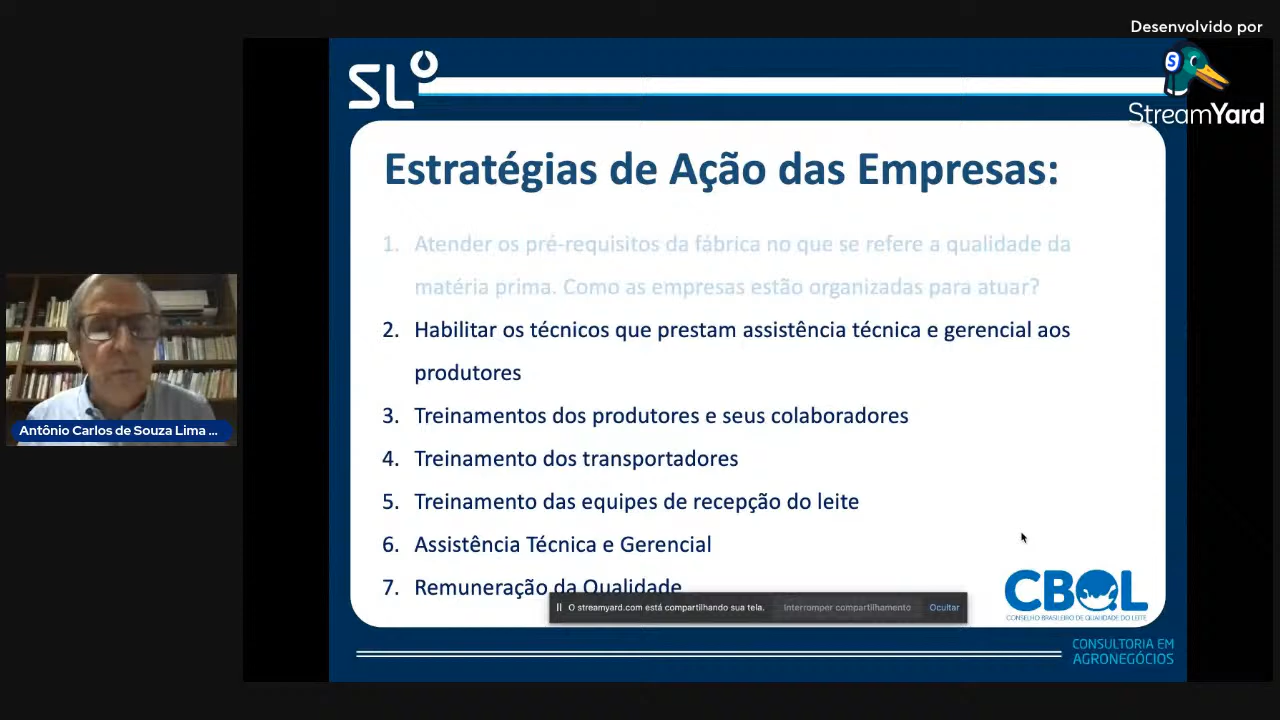 Desenvolvido por
StreamYard
SL
Estratégias de Ação das Empresas:
1. Atender os pré-requisitos da fábrica no que se refere a qualidade da
matéria prima. Como as empresas estão organizadas para atuar?
2. Habilitar os técnicos que prestam assistência técnica e gerencial aos
produtores
3. Treinamentos dos produtores e seus colaboradores
4. Treinamento dos transportadores
5. Treinamento das equipes de recepção do leite
6. Assistência Técnica e Gerencial
7. Remuneração da Qualidade
Antônio Carlos de Souza Lima ...
O streamyard.com está compartilhando sua tela. Interromper compartilhamento Ocultar
CBQL
CONSELHO BRASILEIRO DE QUALIDADE DO LEITE
CONSULTORIA EM
AGRONEGÓCIOS